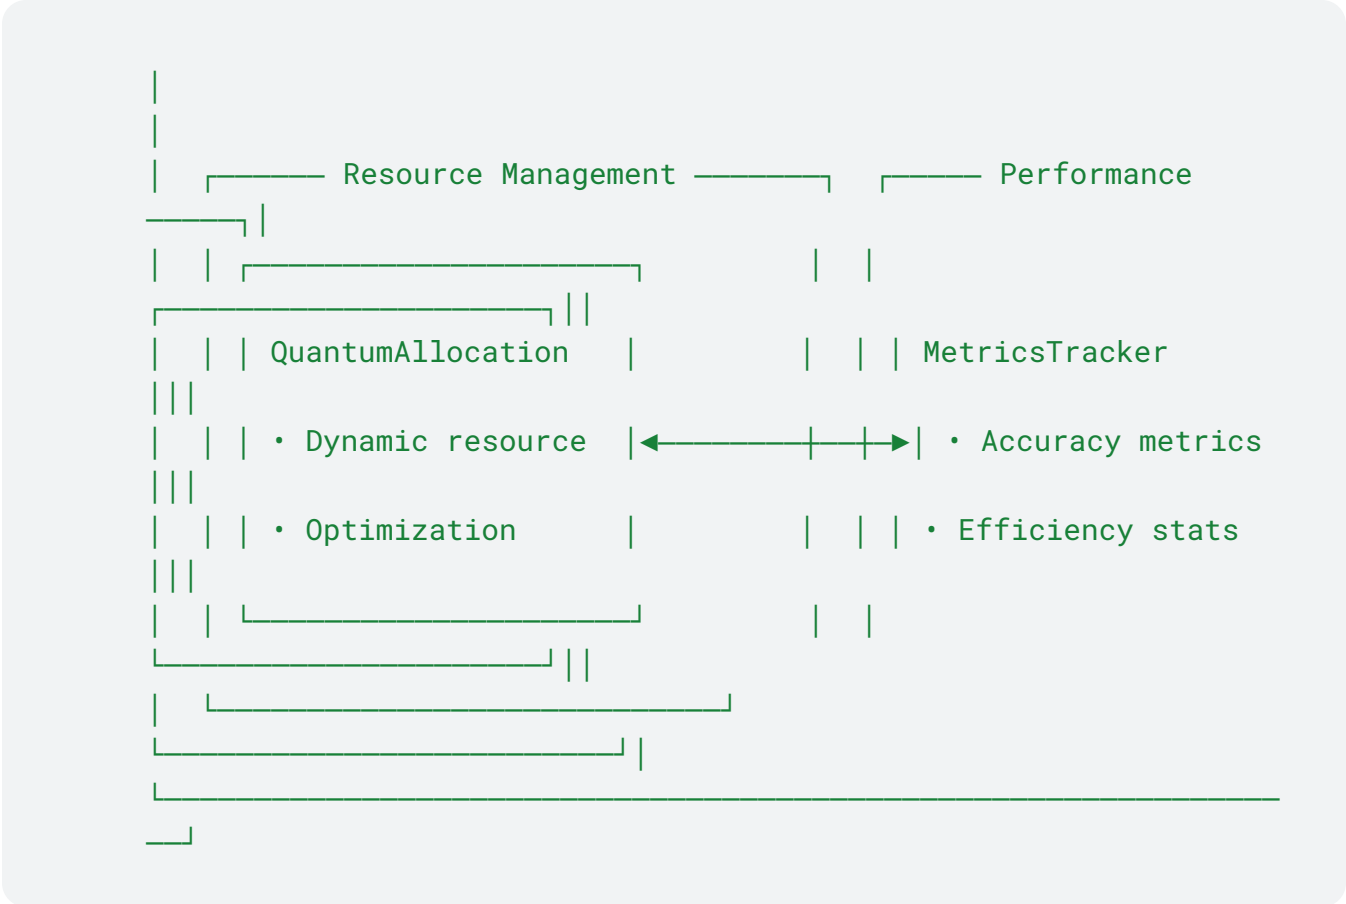 │
│
│  ┌────── Resource Management ───────┐  ┌───── Performance
─────┐│
│  │ ┌─────────────────────┐         │  │
┌─────────────────────┐││
│  │ │ QuantumAllocation   │         │  │ │ MetricsTracker
│││
│  │ │ • Dynamic resource  │◄────────┼──┼─►│ • Accuracy metrics
│││
│  │ │ • Optimization      │         │  │ │ • Efficiency stats
│││
│  │ └─────────────────────┘         │  │
└─────────────────────┘││
│  └────────────────────────────┘
└─────────────────────────┘│
└──────────────────────────────────────────────────────────────
──┘